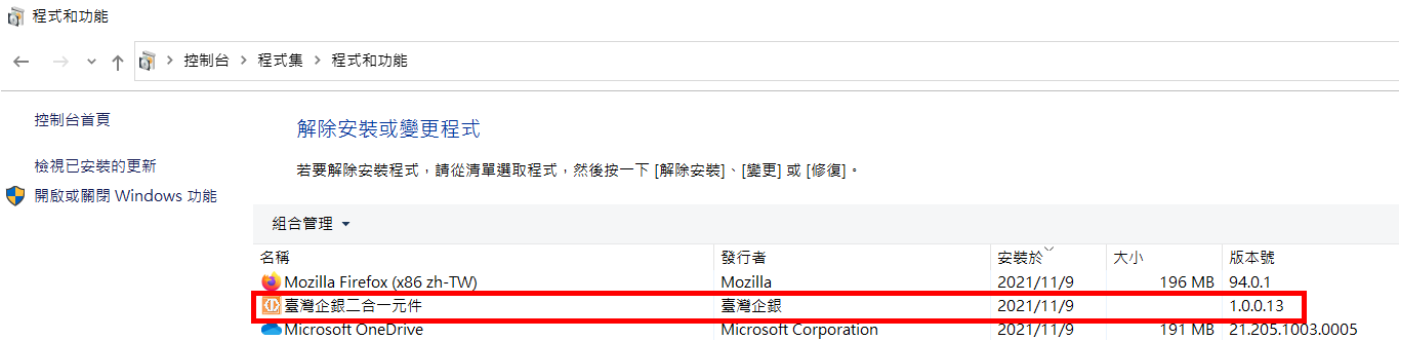 程式和功能
控制台 > 程式集 > 程式和功能
控制台首頁
解除安裝或變更程式
檢視已安裝的更新
若要解除安裝程式，請從清單選取程式，然後按一下 [解除安裝]、[變更] 或 [修復]。
開啟或關閉 Windows 功能
組合管理
名稱 發行者 安裝於 大小 版本號
Mozilla Firefox (x86 zh-TW) Mozilla 2021/11/9 196 MB 94.0.1
臺灣企銀二合一元件 臺灣企銀 2021/11/9 1.0.0.13
Microsoft OneDrive Microsoft Corporation 2021/11/9 191 MB 21.205.1003.0005